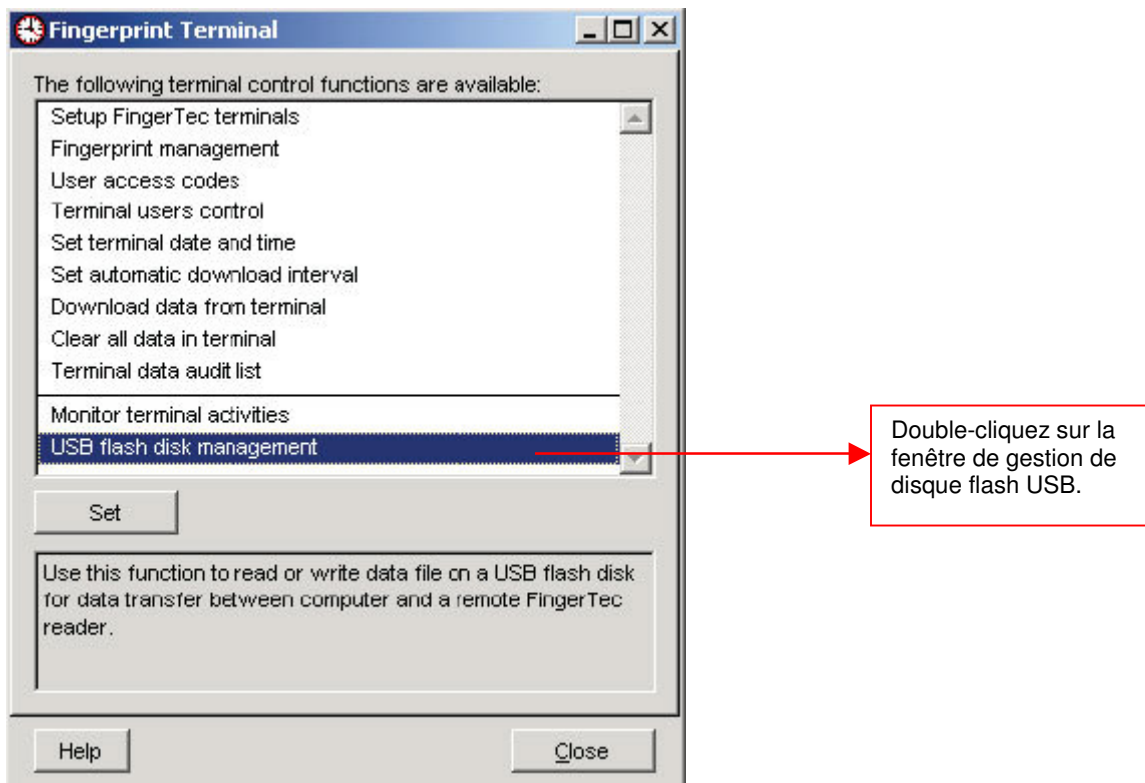 Fingerprint Terminal
The following terminal control functions are available:
Setup FingerTec terminals
Fingerprint management
User access codes
Terminal users control
Set terminal date and time
Set automatic download interval
Download data from terminal
Clear all data in terminal
Terminal data audit list
Monitor terminal activities
USB flash disk management
Double-cliquez sur la
fenêtre de gestion de
disque flash USB.
Set
Use this function to read or write data file on a USB flash disk
for data transfer between computer and a remote FingerTec
reader.
Help
Close